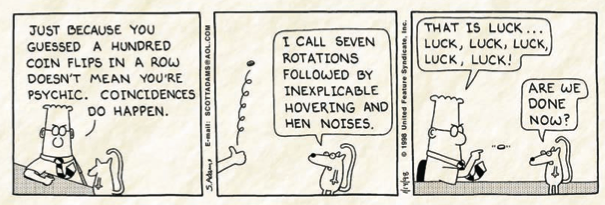 JUST BECAUSE YOU
GUESSED A HUNDRED
COIN FLIPS IN A ROW
DOESN'T MEAN YOU'RE
PSYCHIC. COINCIDENCES
DO HAPPEN.
E-mail: SCOTTADAMS@AOL.COM
S. Adams
I CALL SEVEN
ROTATIONS
FOLLOWED BY
INEXPLICABLE
HOVERING AND
HEN NOISES.
© 1998 United Feature Syndicate, Inc.
THAT IS LUCK...
LUCK, LUCK, LUCK,
LUCK, LUCK!
ARE WE
DONE
NOW?